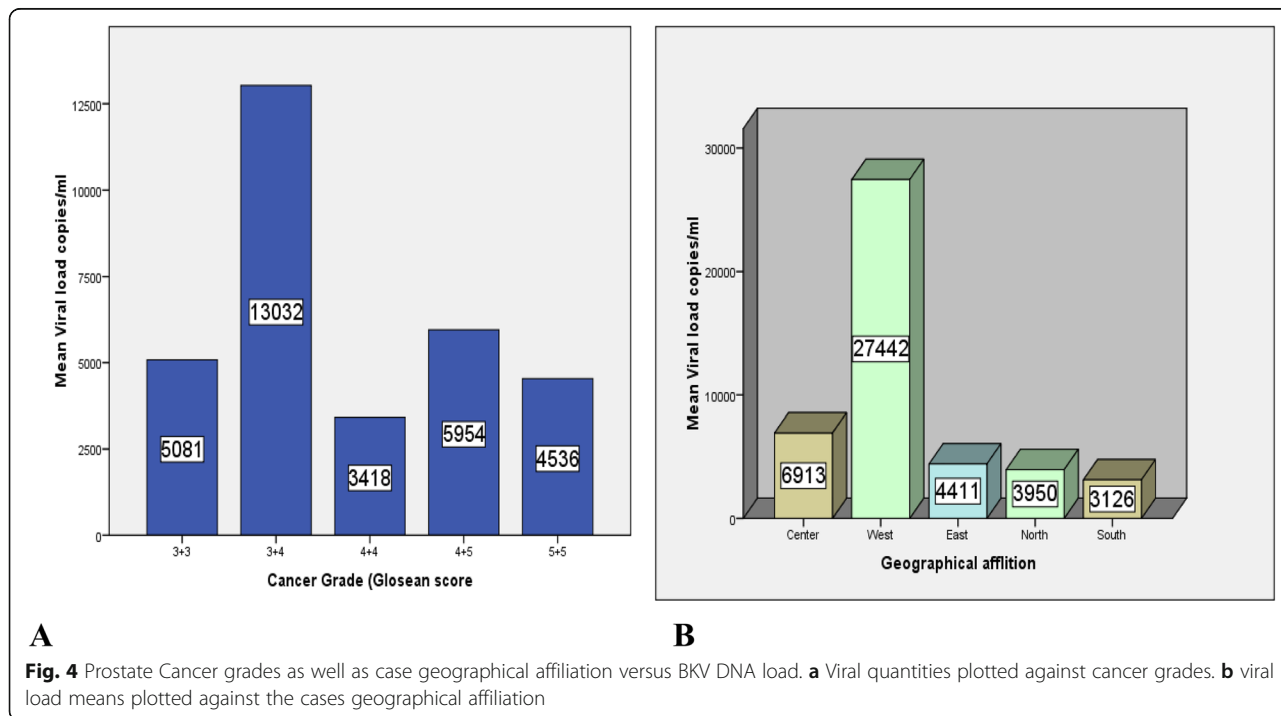 12500
10000
7500
5000
2500
0
Mean Viral load copies/ml
5081
13032
3418
5954
4536
3+3
3+4
4+4
4+5
5+5
Cancer Grade (Glosean score
A
30000
20000
10000
0
Mean Viral load copies/ml
6913
27442
4411
3950
3126
Center
West
East
North
South
Geographical afflition
B
Fig. 4 Prostate Cancer grades as well as case geographical affiliation versus BKV DNA load. a Viral quantities plotted against cancer grades. b viral
load means plotted against the cases geographical affiliation